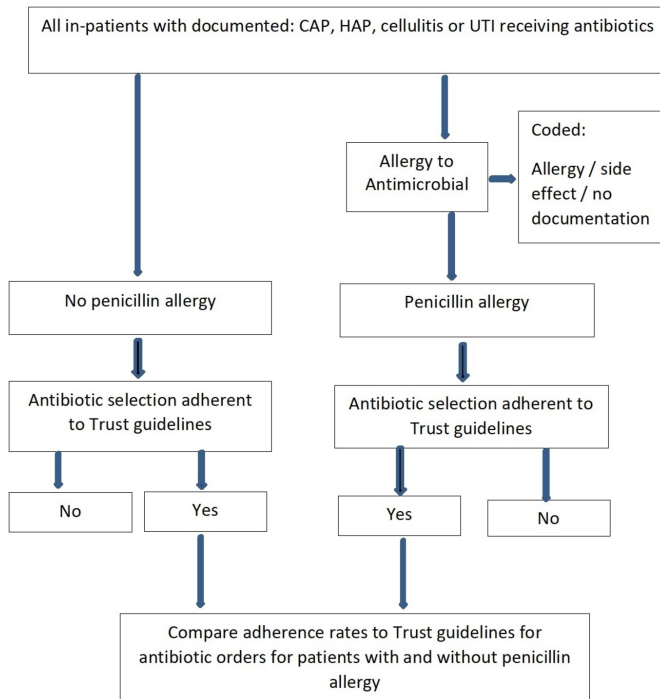 All in-patients with documented: CAP, HAP, cellulitis or UTI receiving antibiotics
Allergy to
Antimicrobial
Coded:
Allergy / side
effect / no
documentation
No penicillin allergy
Penicillin allergy
Antibiotic selection adherent
to Trust guidelines
Antibiotic selection adherent to
Trust guidelines
No
Yes
Yes
No
Compare adherence rates to Trust guidelines for
antibiotic orders for patients with and without penicillin
allergy